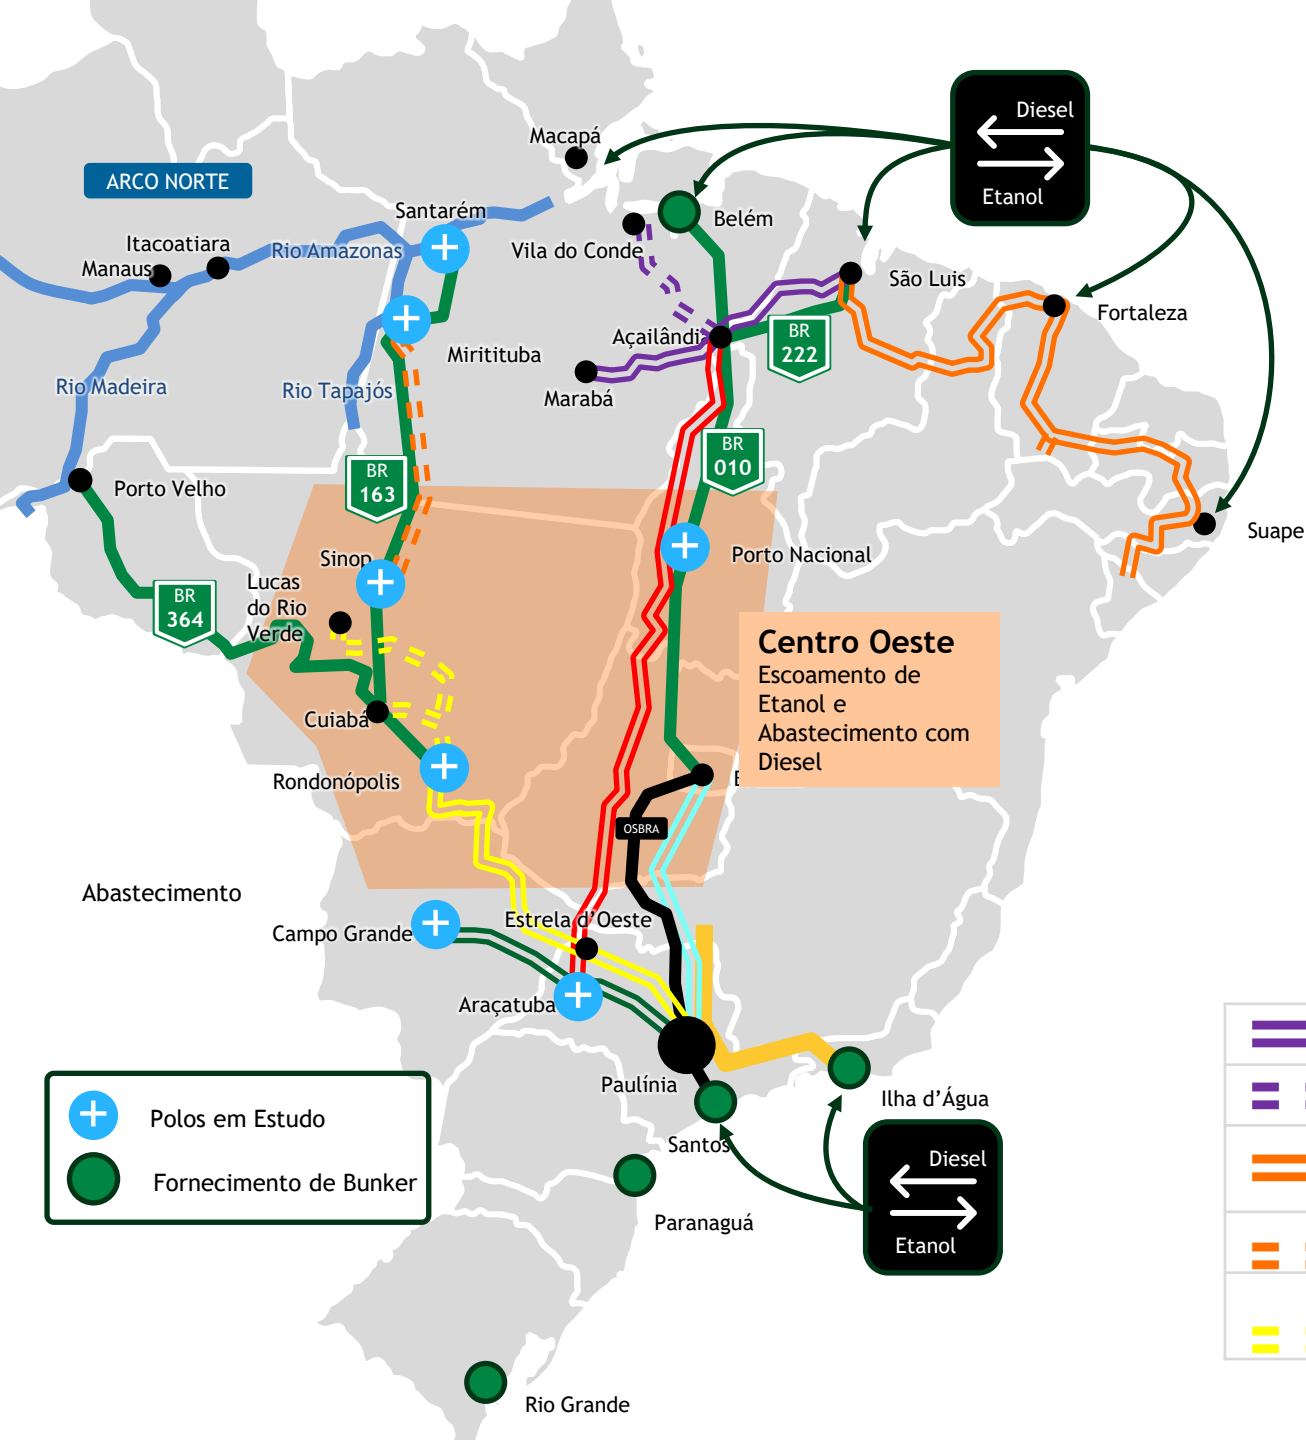 Diesel
Etanol
Macapá
ARCO NORTE
Santarém
Belém
Itacoatiara
Rio Amazonas
Vila do Conde
Manaus
São Luis
Fortaleza
Açailândi
BR
222
Miritituba
Rio Madeira
Rio Tapajós
Marabá
BR
010
BR
163
Porto Velho
Suape
Porto Nacional
Sinop
Lucas
do Rio
Verde
BR
364
Centro Oeste
Escoamento de
Etanol e
Abastecimento com
Diesel
Cuiabá
Rondonópolis
OSBRA
Abastecimento
Estrela d’Oeste
Campo Grande
Araçatuba
Paulínia
Ilha d’Água
Polos em Estudo
Fornecimento de Bunker
Santos
Diesel
Etanol
Paranaguá
Rio Grande